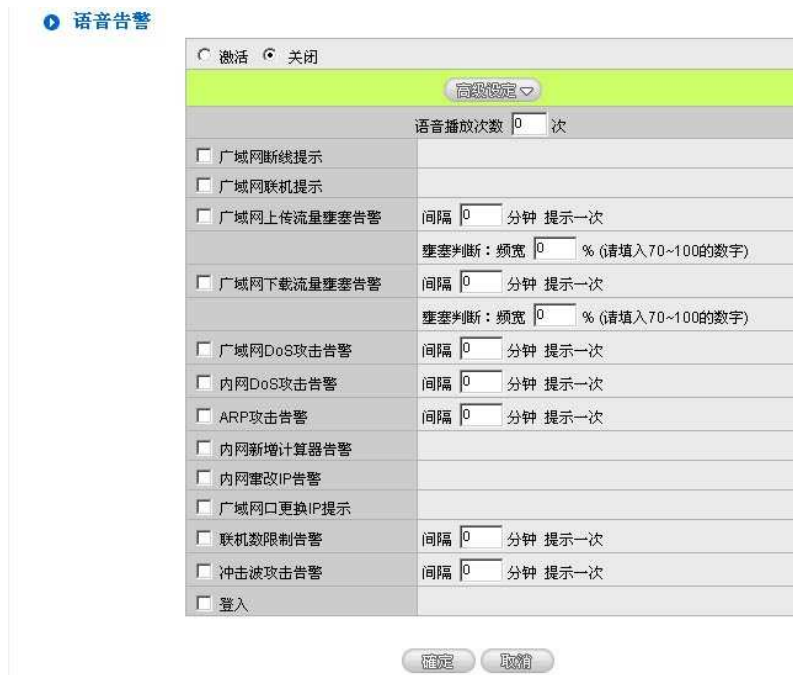 语音告警
激活 关闭
高级设定
语音播放次数 0 次
广域网断线提示
广域网联机提示
广域网上传流量壅塞告警 间隔 0 分钟 提示一次
壅塞判断：频宽 0 % (请填入70~100的数字)
广域网下载流量壅塞告警 间隔 0 分钟 提示一次
壅塞判断：频宽 0 % (请填入70~100的数字)
广域网DoS攻击告警 间隔 0 分钟 提示一次
内网DoS攻击告警 间隔 0 分钟 提示一次
ARP攻击告警 间隔 0 分钟 提示一次
内网新增计算器告警
内网窜改IP告警
广域网口更换IP提示
联机数限制告警 间隔 0 分钟 提示一次
冲击波攻击告警 间隔 0 分钟 提示一次
登入
確定 取消